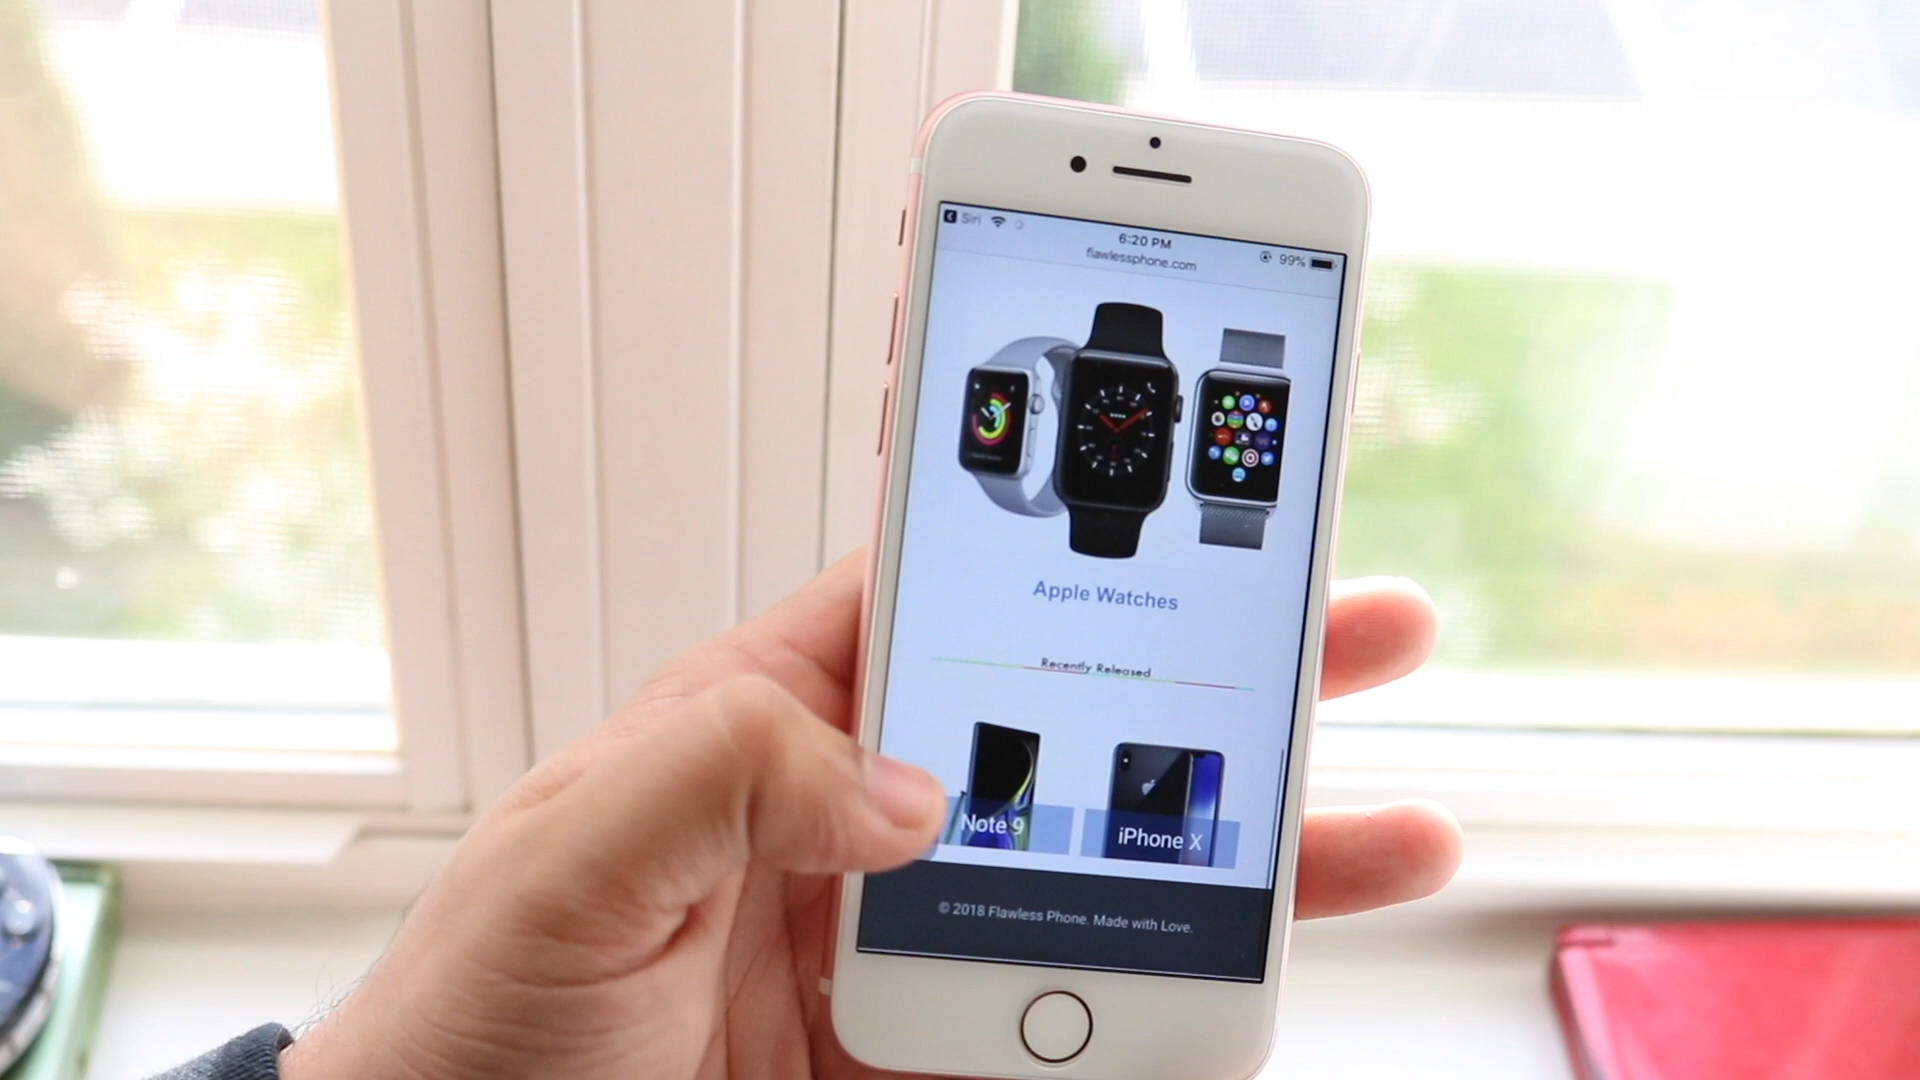 Siri
6:20 PM
99%
flawlessphone.com
Apple Watches
Recently Released
Note 9
iPhone X
© 2018 Flawless Phone. Made with Love.